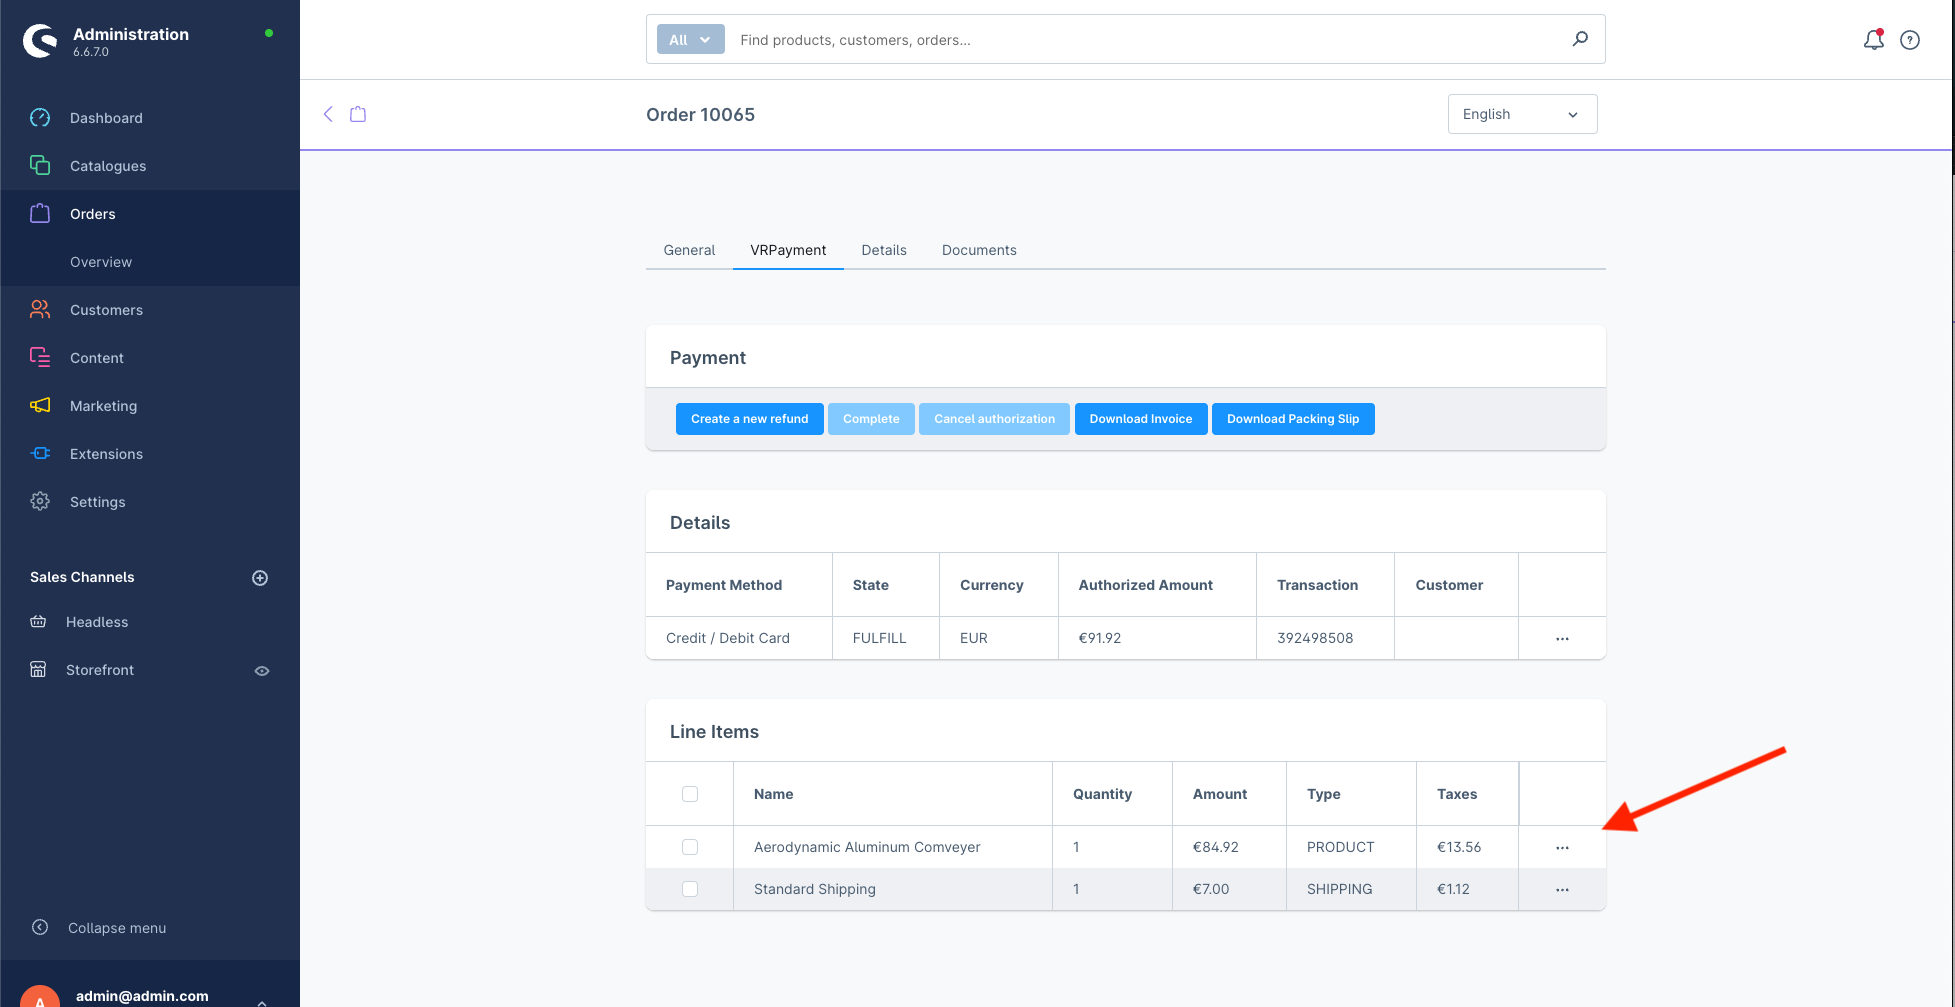 Administration
6.6.7.0
All
Find products, customers, orders...
Dashboard
Catalogues
Orders
Overview
Customers
Content
Marketing
Extensions
Settings
Sales Channels
Headless
Storefront
Collapse menu
A
admin@admin.com
Order 10065
English
General VRPayment Details Documents
Payment
Create a new refund Complete Cancel authorization Download Invoice Download Packing Slip
Details
Payment Method State Currency Authorized Amount Transaction Customer
Credit / Debit Card FULFILL EUR €91.92 392498508 ...
Line Items
Name Quantity Amount Type Taxes
Aerodynamic Aluminum Comveyer 1 €84.92 PRODUCT €13.56 ...
Standard Shipping 1 €7.00 SHIPPING €1.12 ...